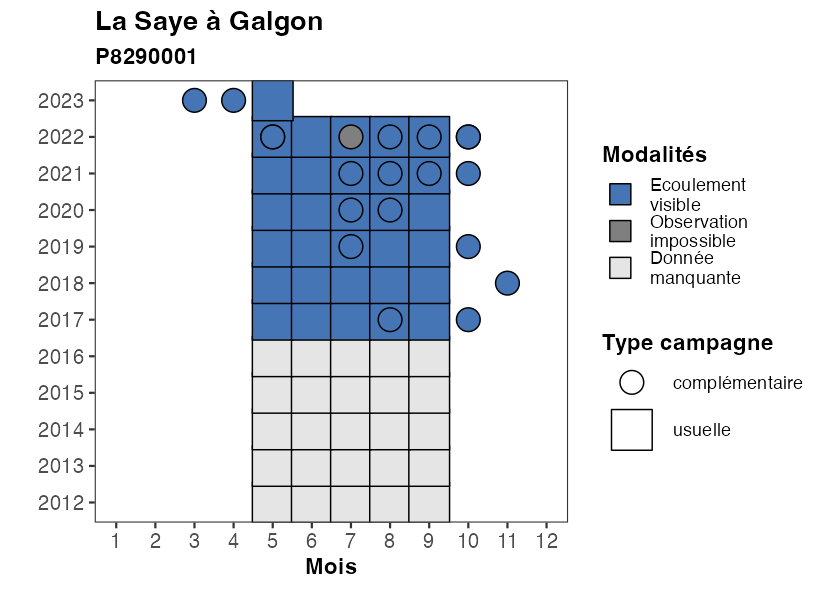 La Saye à Galgon
P8290001
2023
2022
2021
2020
2019
2018
2017
2016
2015
2014
2013
2012
1 2 3 4 5 6 7 8 9 10 11 12
Mois
Modalités
Ecoulement
visible
Observation
impossible
Donnée
manquante
Type campagne
complémentaire
usuelle